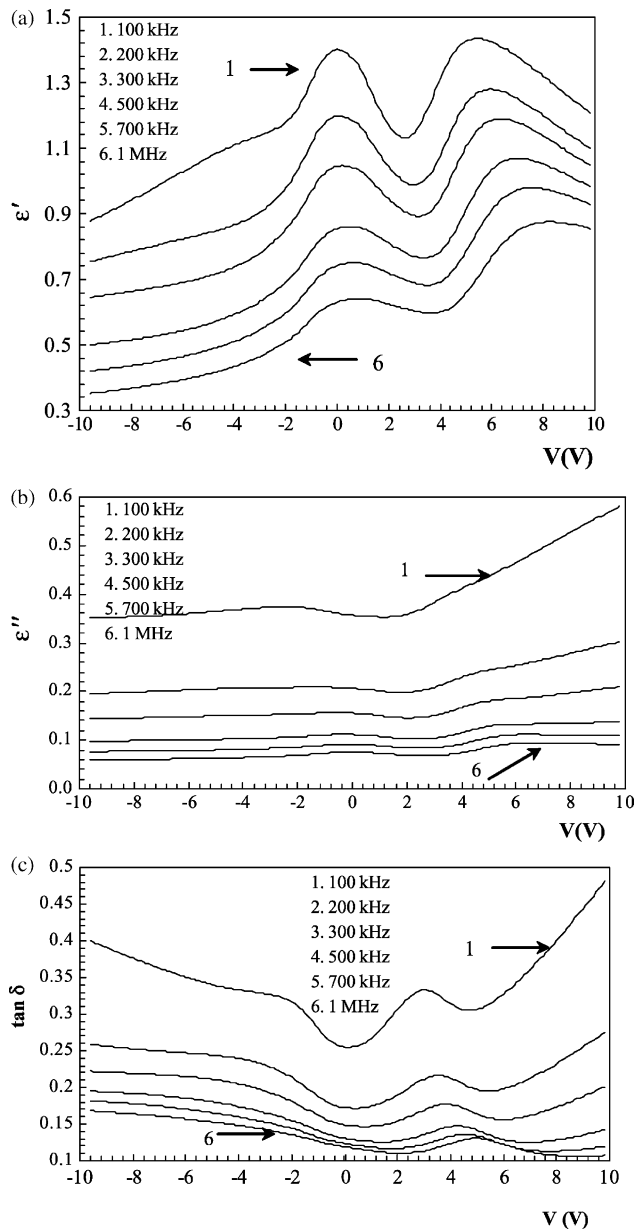 (a)
1.5
1.3
1.1
0.9
0.7
0.5
0.3
ε′
1. 100 kHz
2. 200 kHz
3. 300 kHz
4. 500 kHz
5. 700 kHz
6. 1 MHz
1
6
-10 -8 -6 -4 -2 0 2 4 6 8 10
V(V)
(b)
0.6
0.5
0.4
0.3
0.2
0.1
0.0
ε″
1. 100 kHz
2. 200 kHz
3. 300 kHz
4. 500 kHz
5. 700 kHz
6. 1 MHz
1
6
-10 -8 -6 -4 -2 0 2 4 6 8 10
V(V)
(c)
0.5
0.45
0.4
0.35
0.3
0.25
0.2
0.15
0.1
tan δ
1. 100 kHz
2. 200 kHz
3. 300 kHz
4. 500 kHz
5. 700 kHz
6. 1 MHz
1
6
-10 -8 -6 -4 -2 0 2 4 6 8 10
V (V)